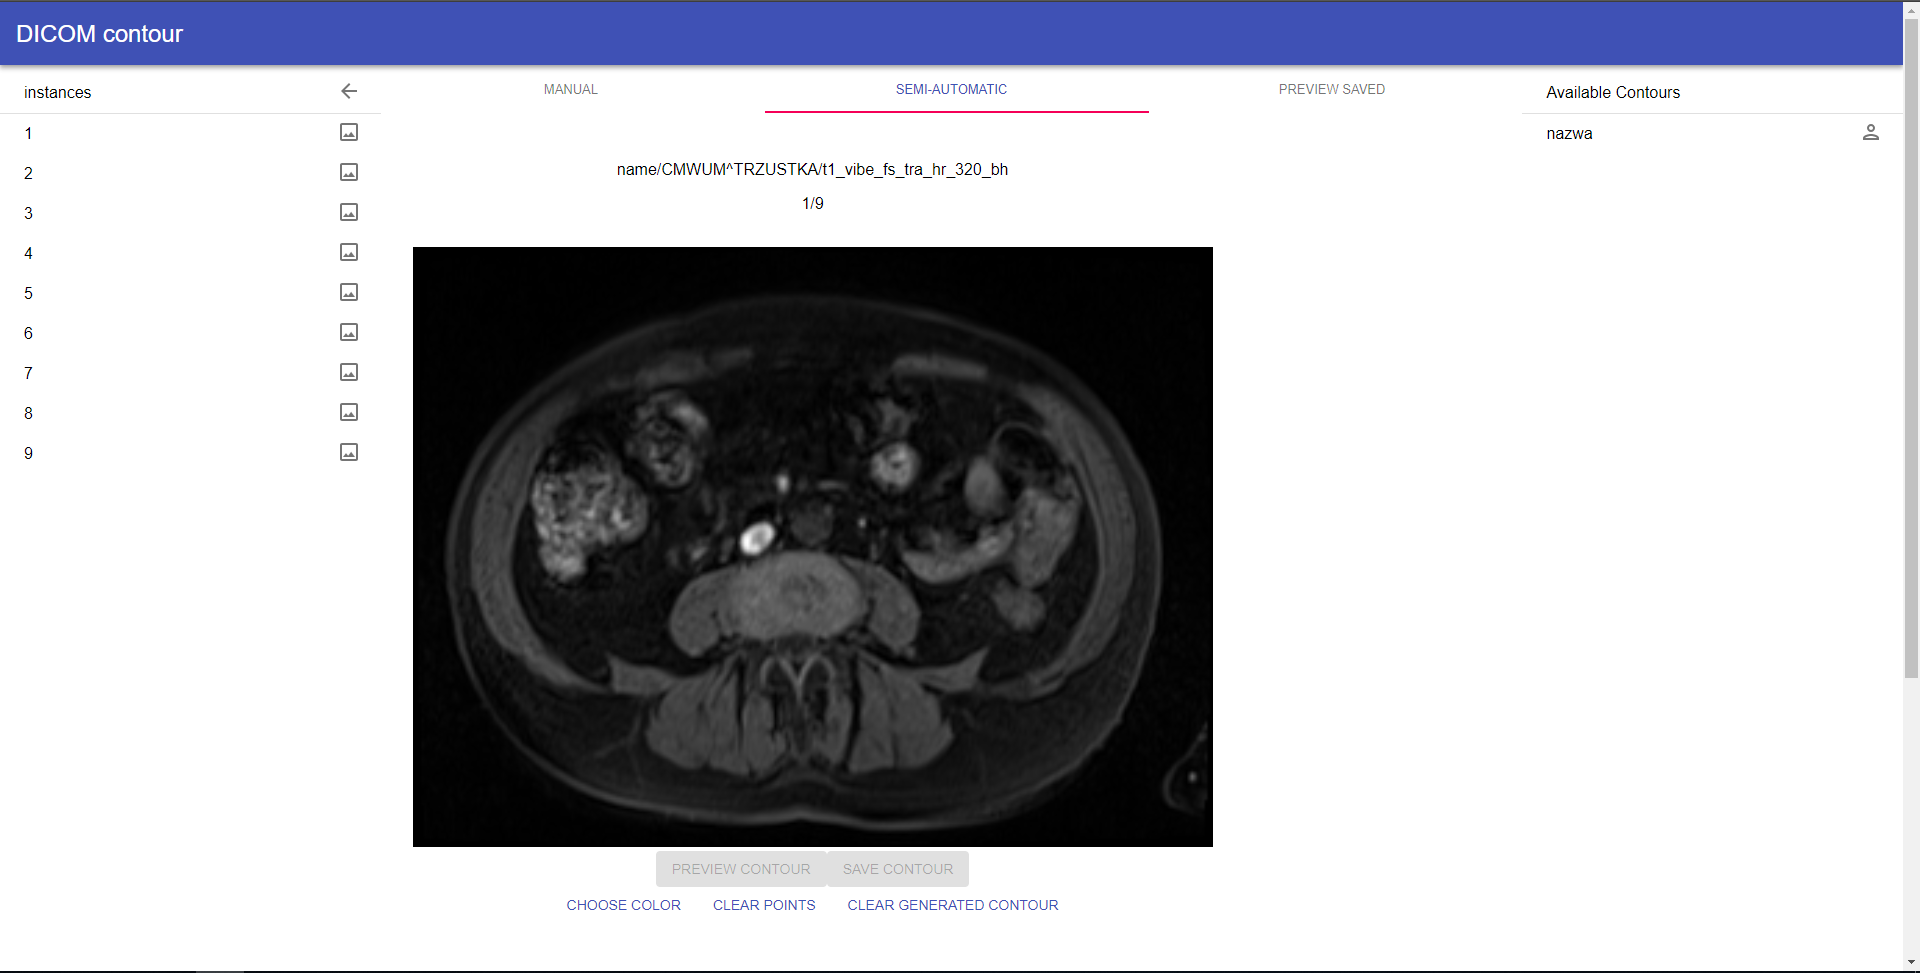 DICOM contour
instances
1
2
3
4
5
6
7
8
9
MANUAL
SEMI-AUTOMATIC
PREVIEW SAVED
name/CMWUM^TRZUSTKA/t1_vibe_fs_tra_hr_320_bh
1/9
PREVIEW CONTOUR
SAVE CONTOUR
CHOOSE COLOR
CLEAR POINTS
CLEAR GENERATED CONTOUR
Available Contours
nazwa